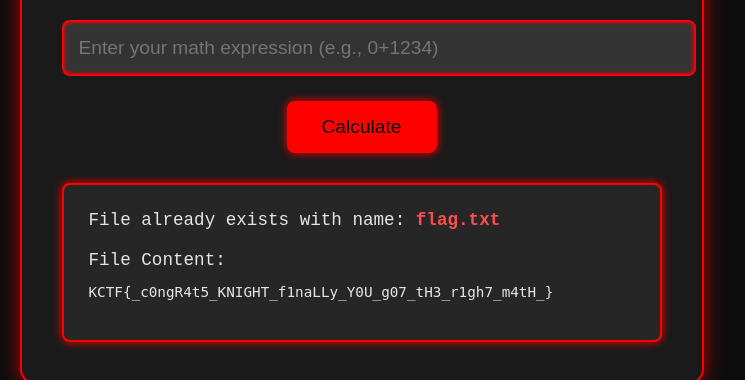 Enter your math expression (e.g., 0+1234)
Calculate
File already exists with name: flag.txt
File Content:
KCTF{_c0ngR4t5_KNIGHT_f1naLLy_Y0U_g07_tH3_r1gh7_m4tH_}